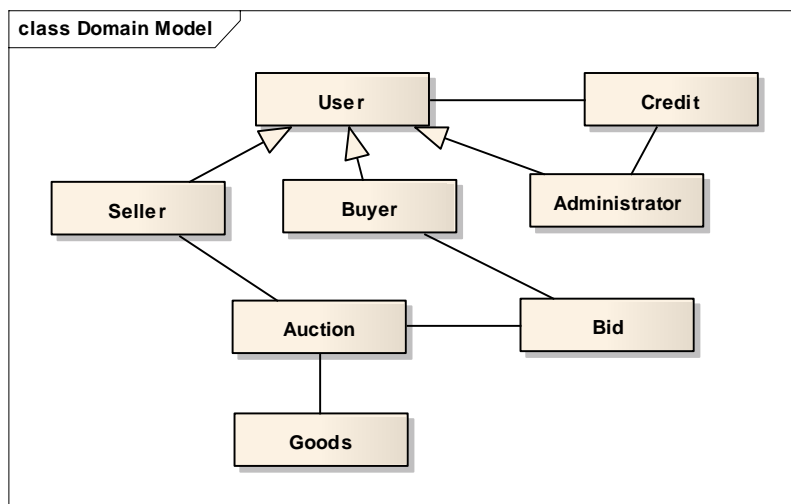 class Domain Model
User
Credit
Seller
Buyer
Administrator
Auction
Bid
Goods